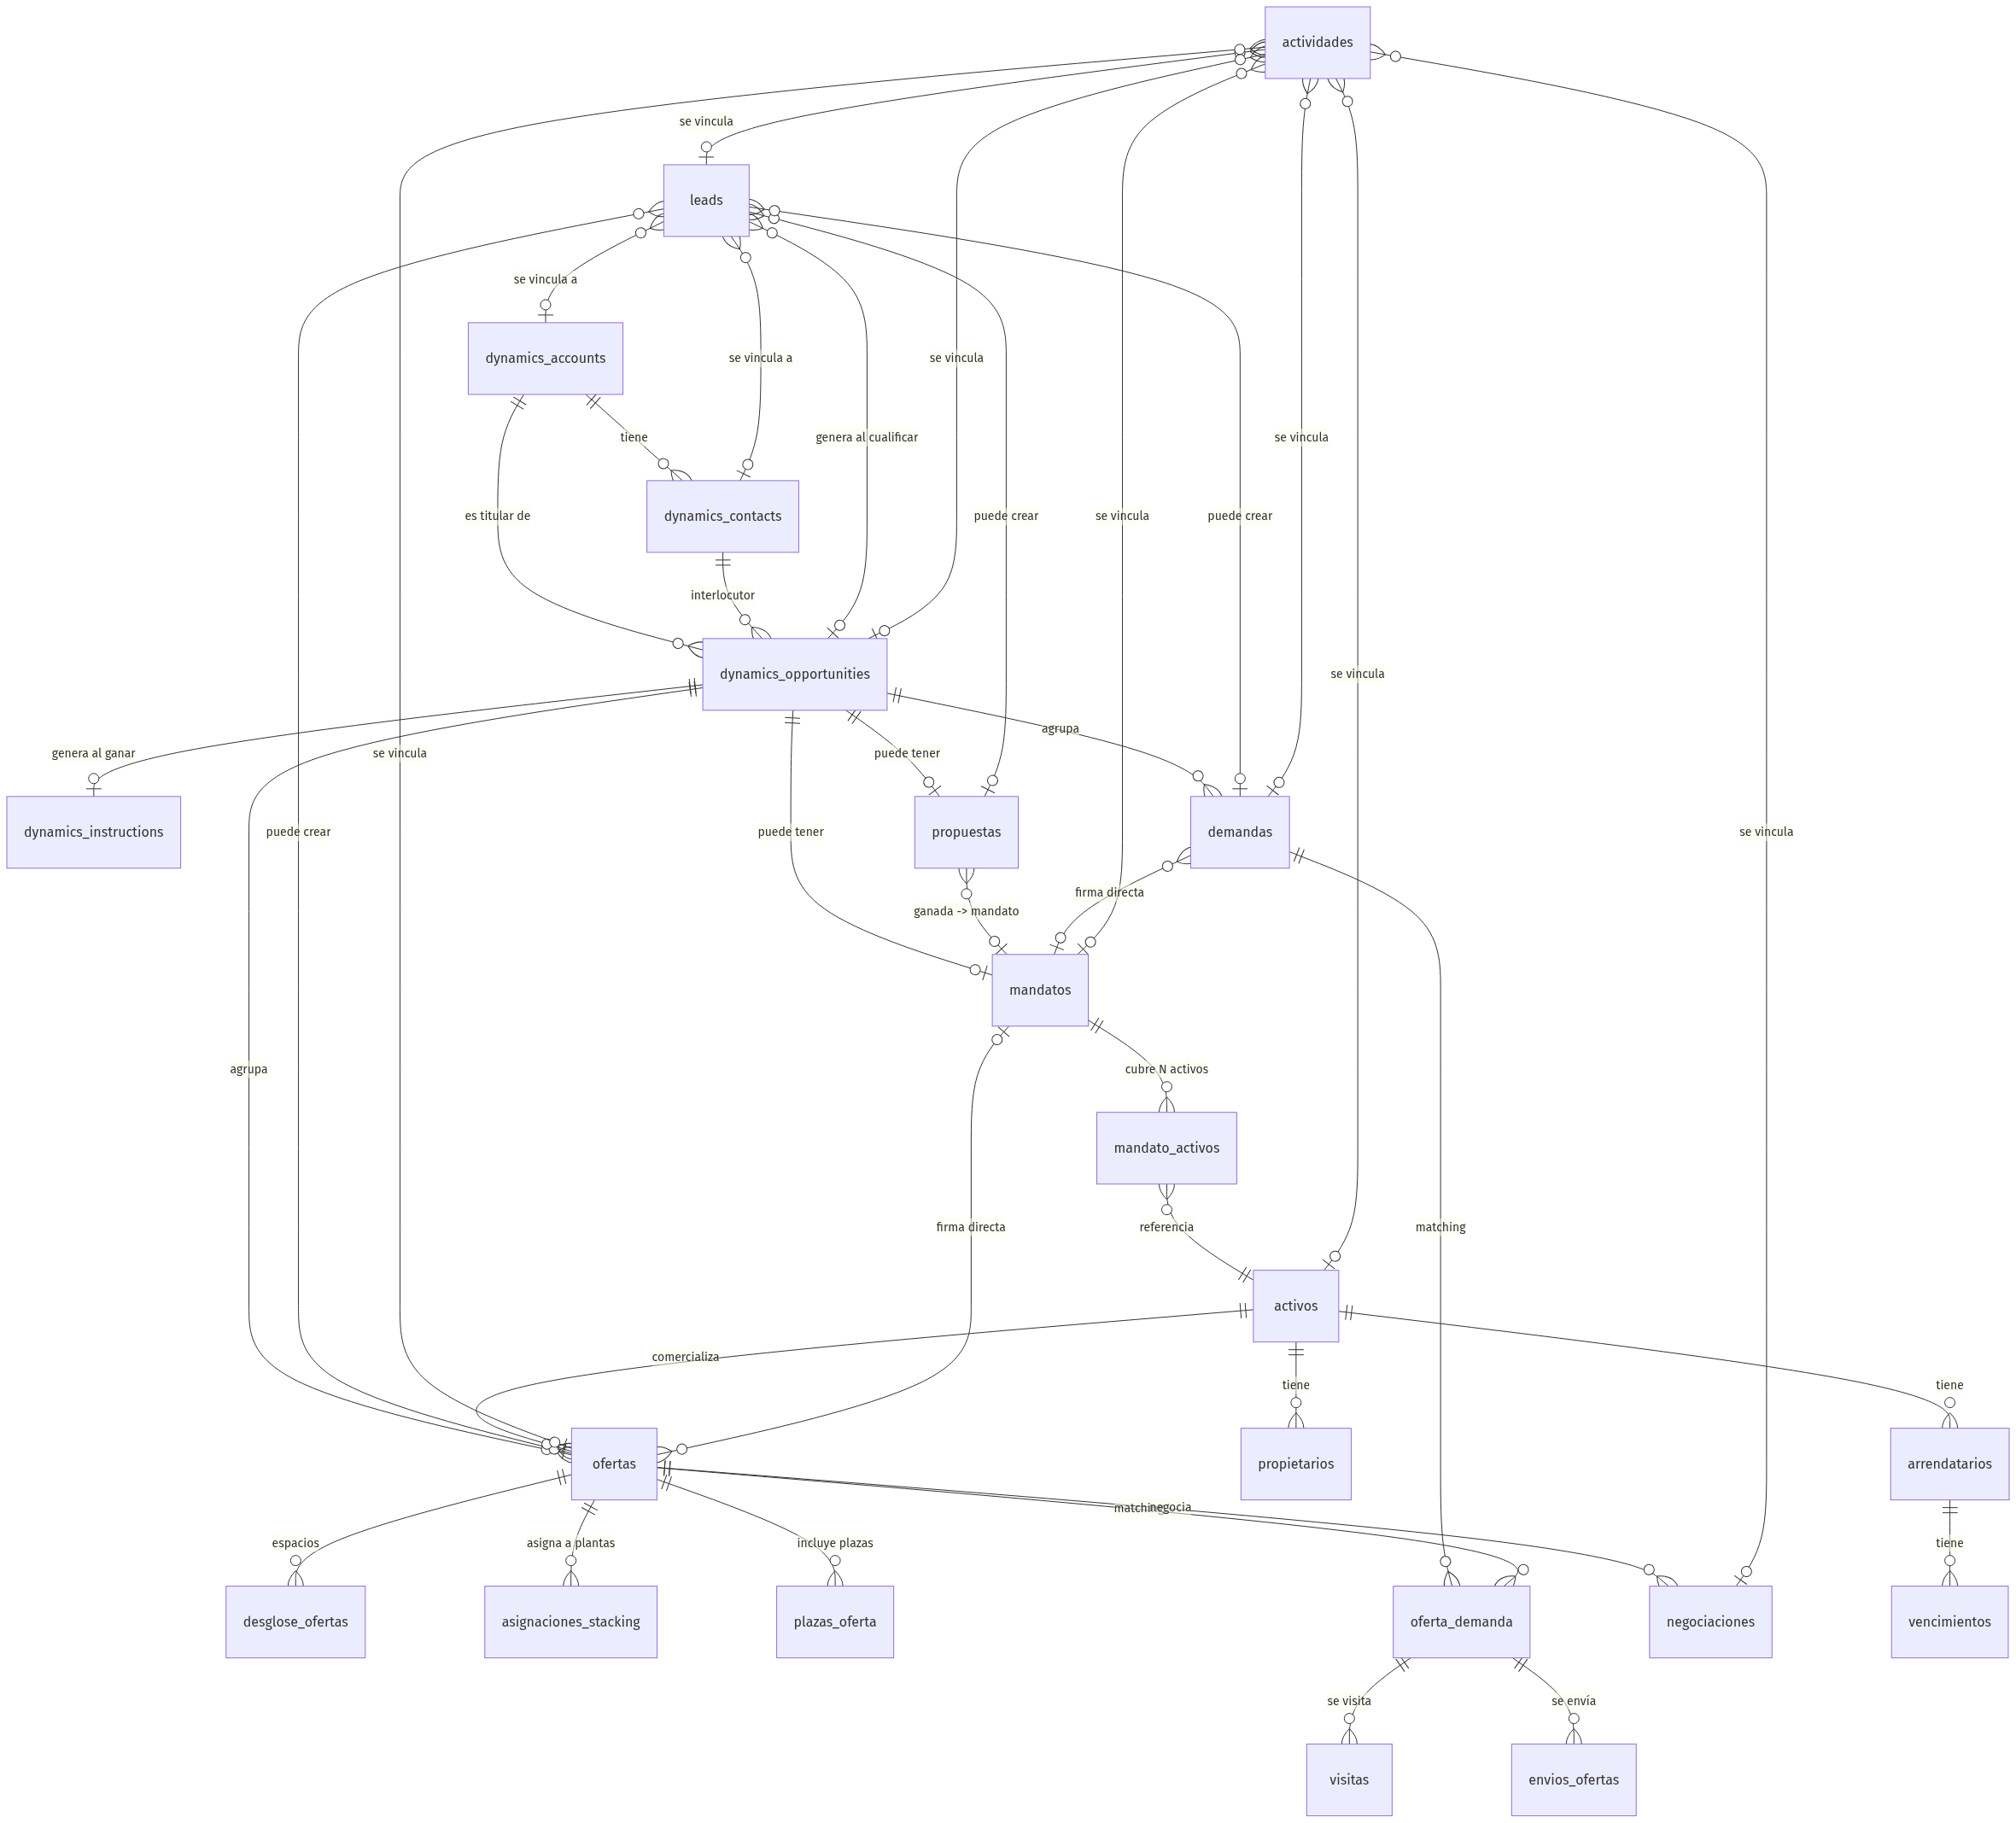 actividades
se vincula
leads
se vincula a
dynamics_accounts
se vincula a
se vincula
tiene
genera al cualificar
se vincula
es titular de
dynamics_contacts
puede crear
se vincula
puede crear
interlocutor
dynamics_opportunities
se vincula
agrupa
genera al ganar
se vincula
puede tener
dynamics_instructions
puede crear
puede tener
propuestas
demandas
se vincula
firma directa
ganada -> mandato
mandatos
agrupa
cubre N activos
mandato_activos
firma directa
referencia
matching
activos
comercializa
tiene
tiene
ofertas
propietarios
arrendatarios
matching
negocia
espacios
asigna a plantas
incluye plazas
tiene
desglose_ofertas
asignaciones_stacking
plazas_oferta
oferta_demanda
negociaciones
vencimientos
se visita
se envía
visitas
envios_ofertas